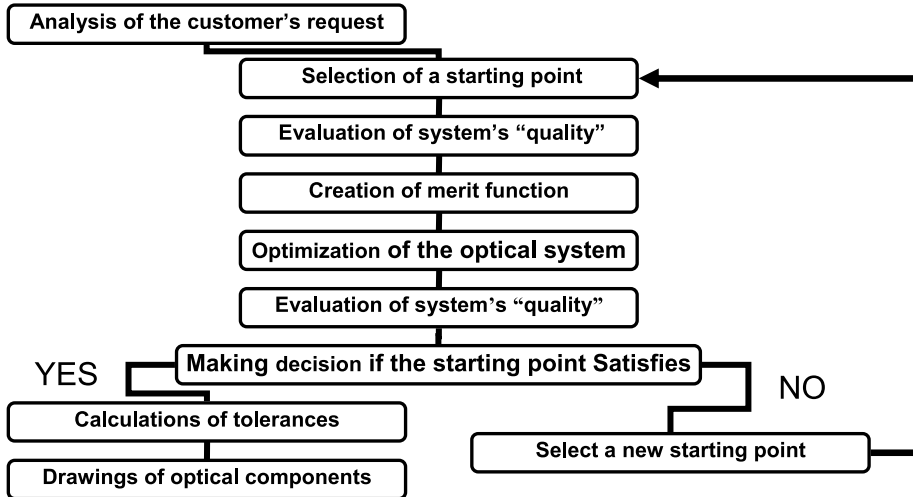 Analysis of the customer’s request
Selection of a starting point
Evaluation of system’s “quality”
Creation of merit function
Optimization of the optical system
Evaluation of system’s “quality”
Making decision if the starting point Satisfies
YES
NO
Calculations of tolerances
Select a new starting point
Drawings of optical components